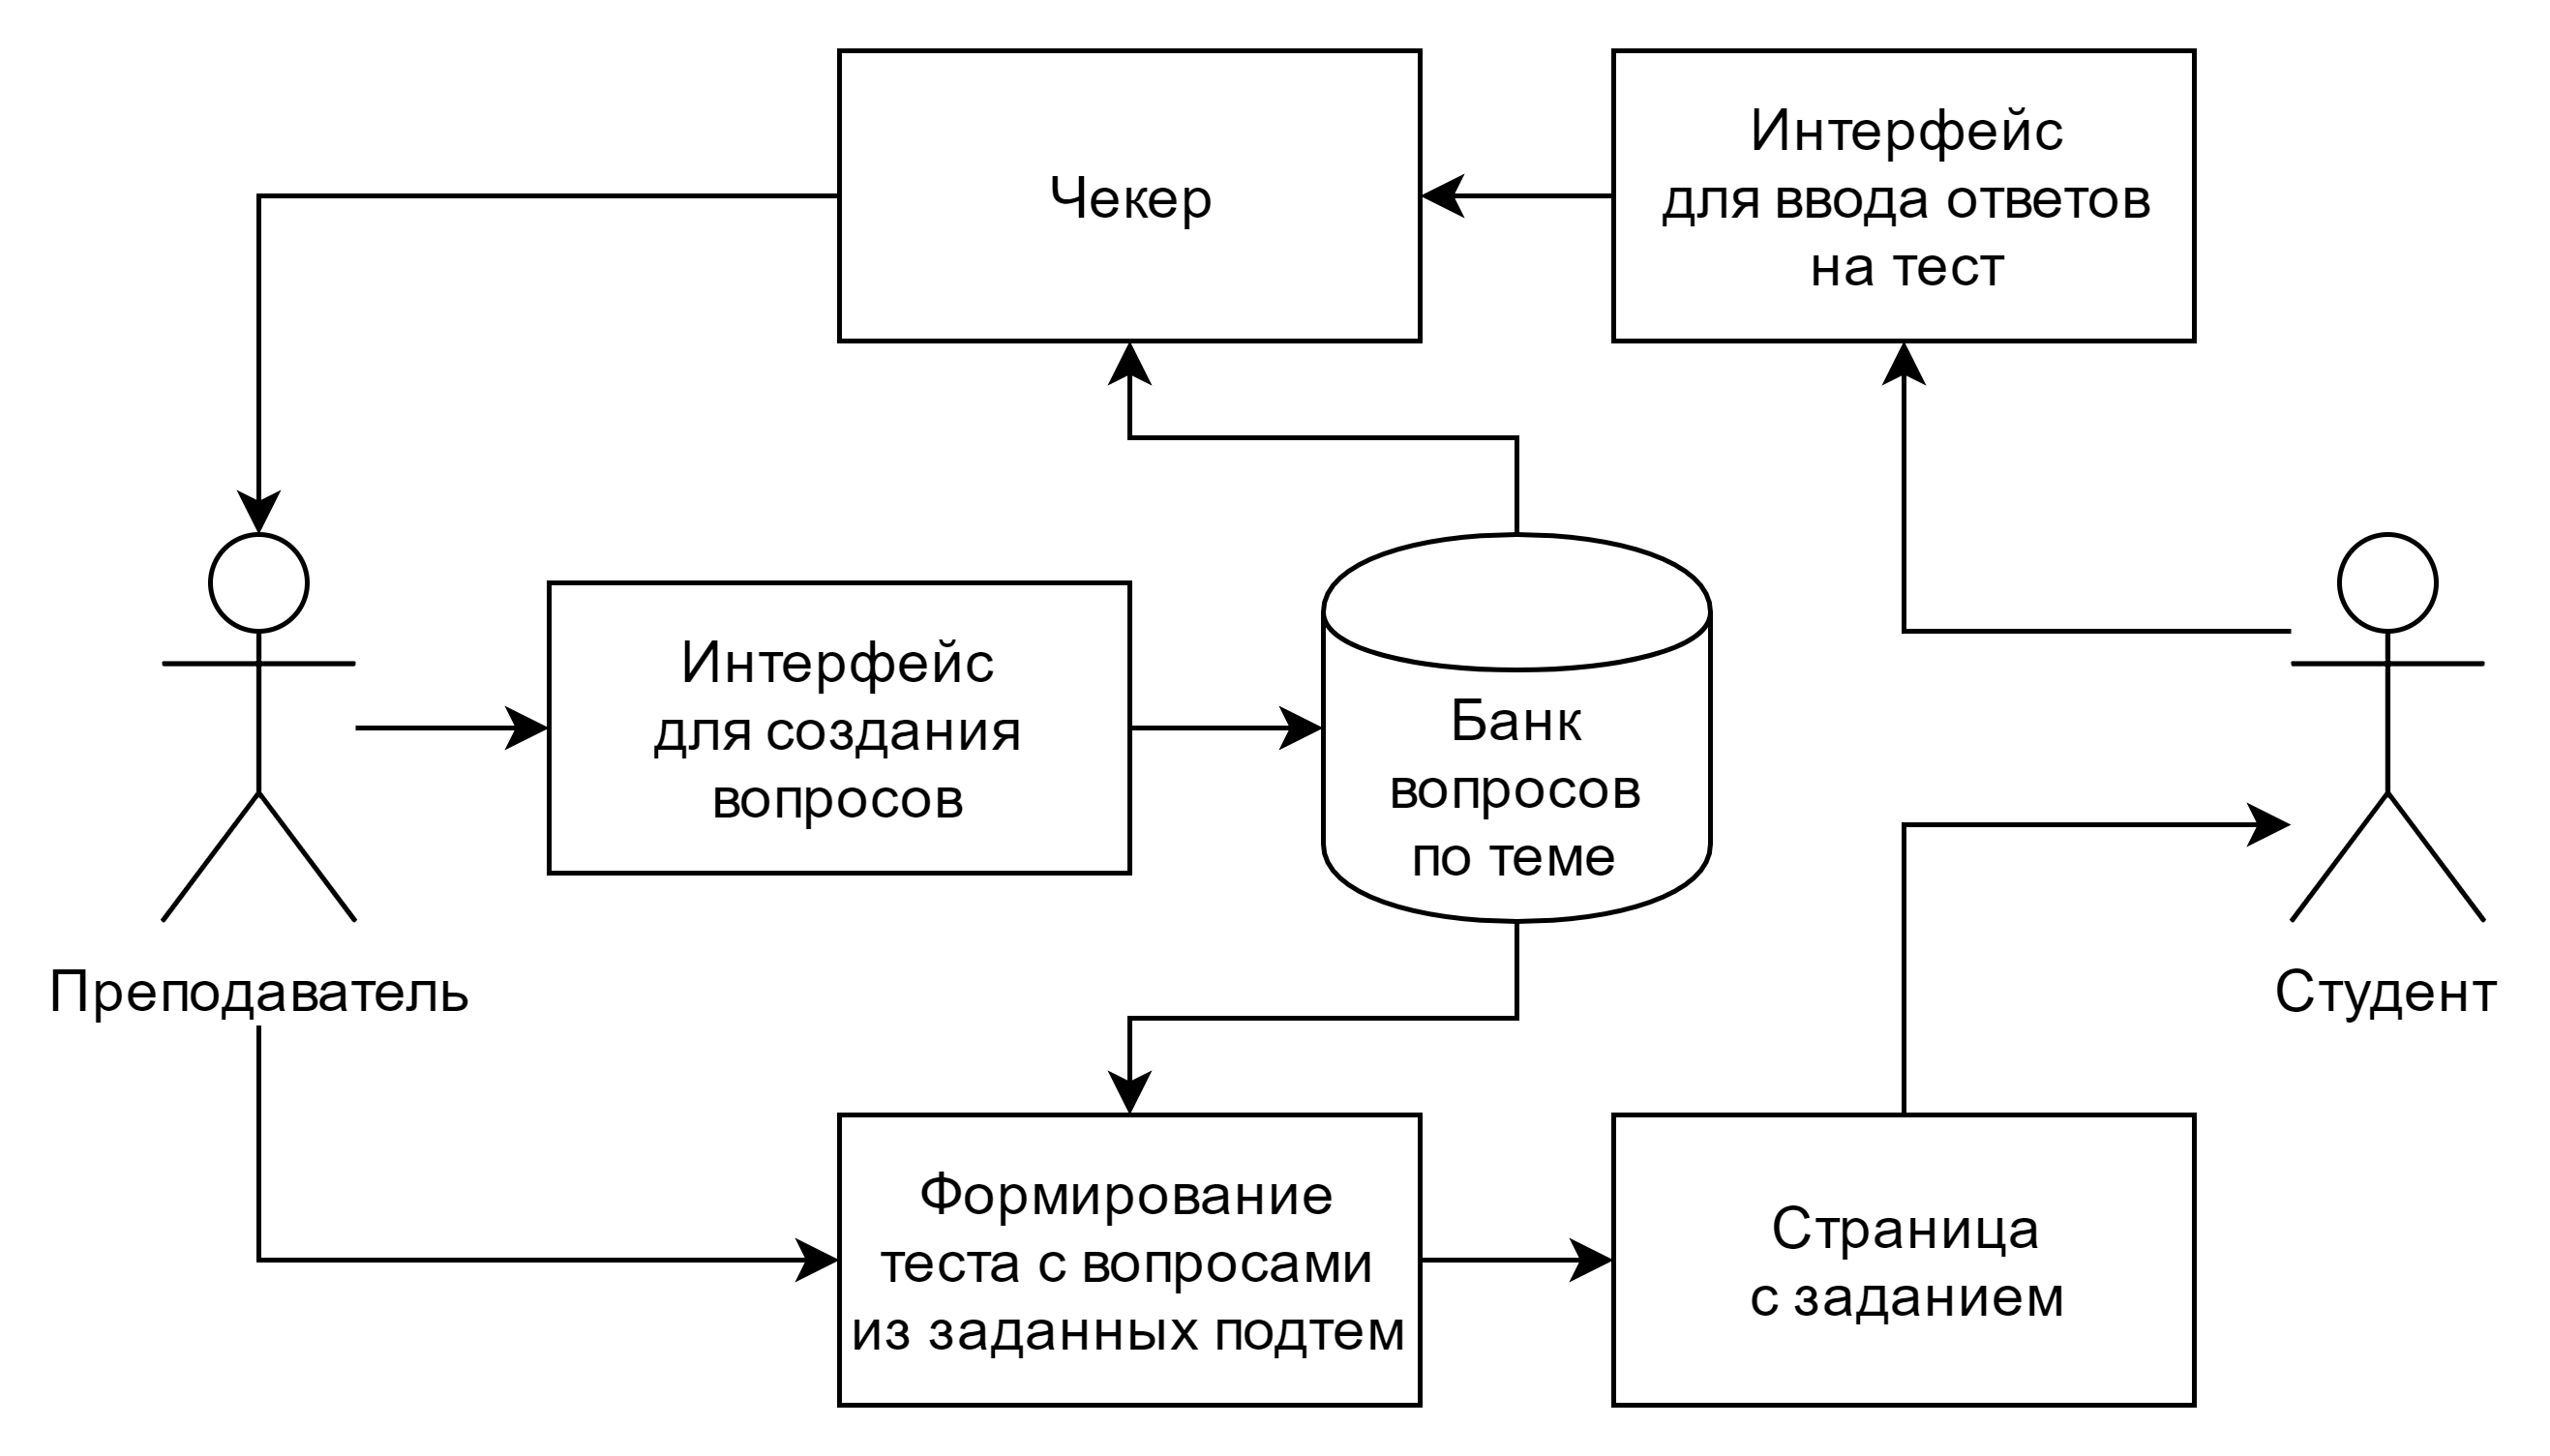 Чекер
Интерфейс
для ввода ответов
на тест
Интерфейс
для создания
вопросов
Банк
вопросов
по теме
Преподаватель
Студент
Формирование
теста с вопросами
из заданных подтем
Страница
с заданием